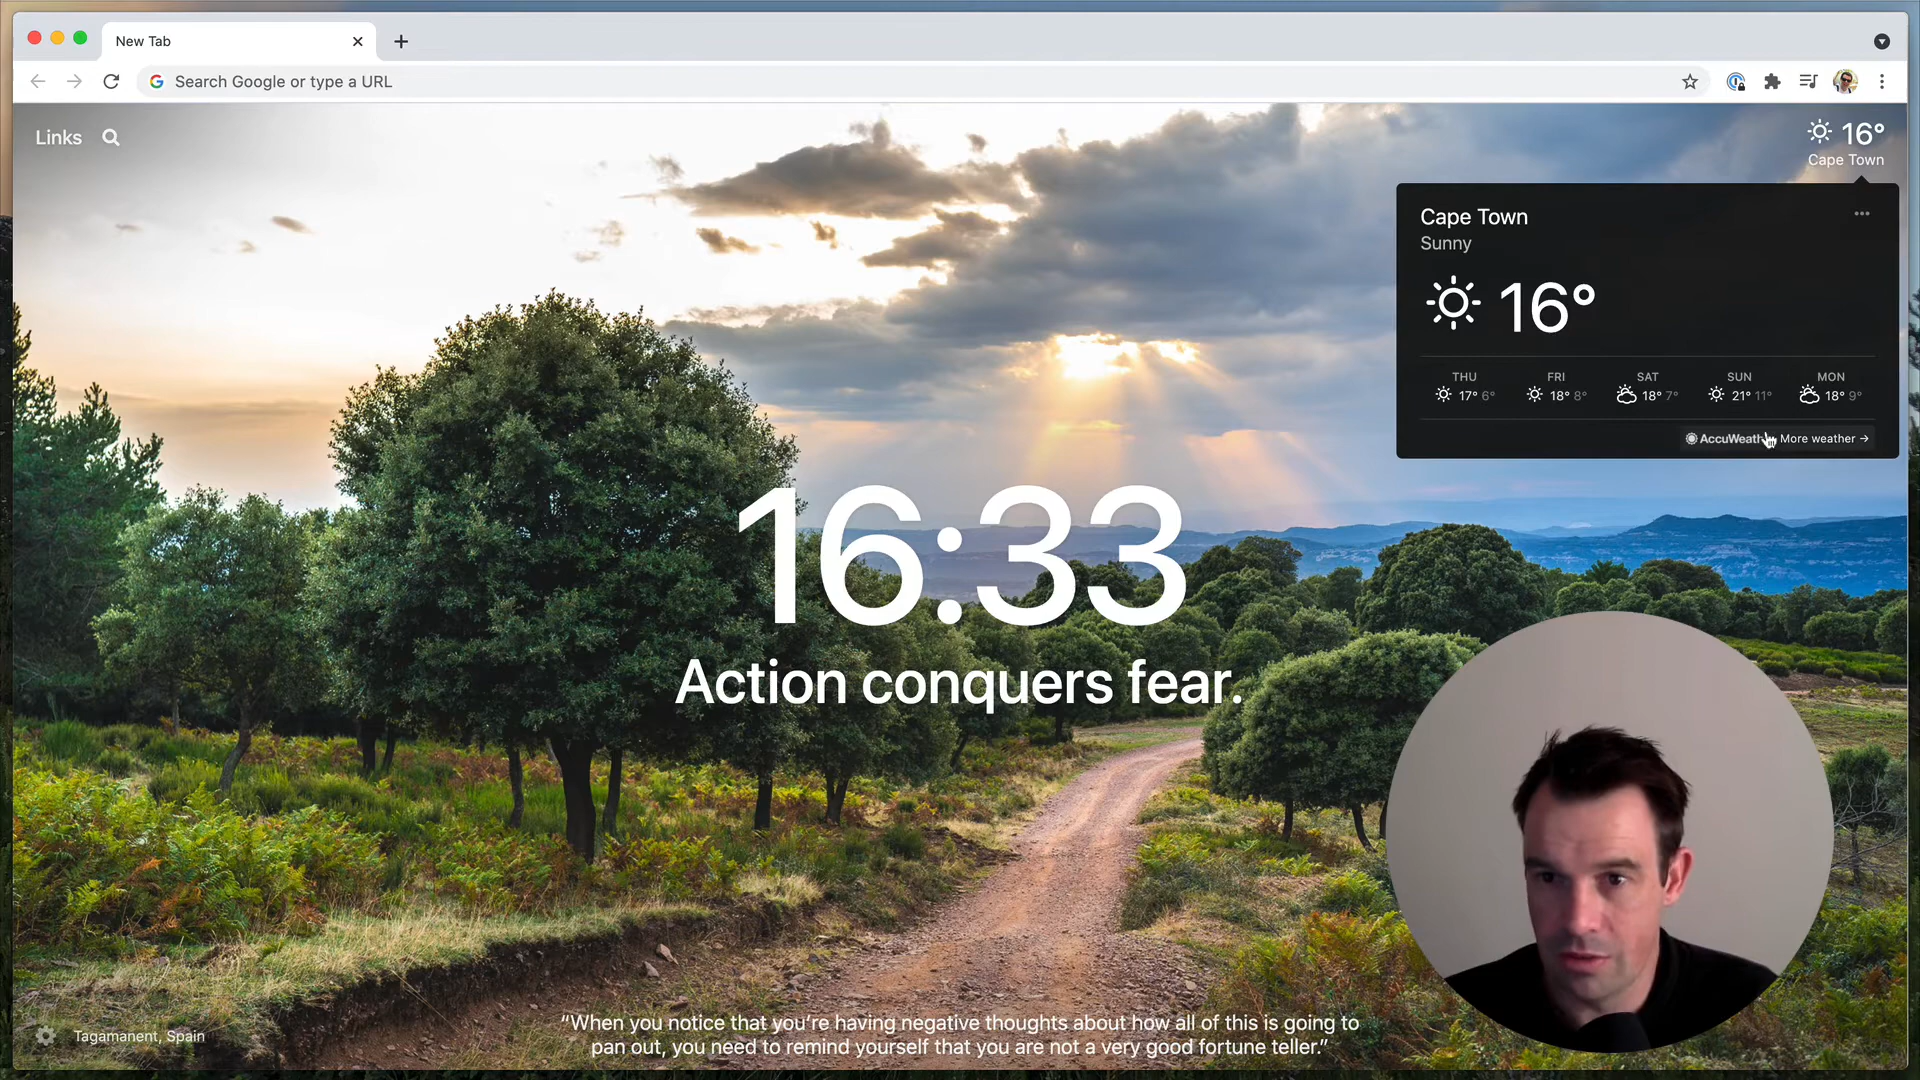 New Tab
Search Google or type a URL
Links
16°
Cape Town
Cape Town
Sunny
16°
THU FRI SAT SUN MON
17° 6° 18° 8° 18° 7° 21° 11° 18° 9°
More weather →
16:33
Action conquers fear.
Tagamanent, Spain
“When you notice that you’re having negative thoughts about how all of this is going to
pan out, you need to remind yourself that you are not a very good fortune teller.”